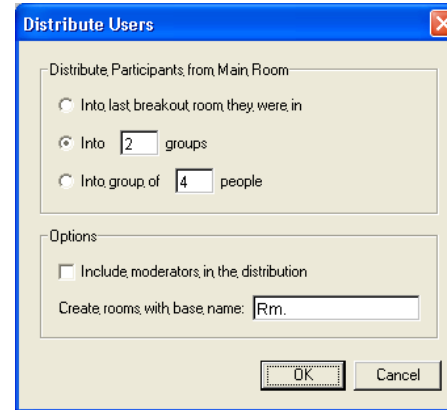 Distribute Users
Distribute Participants from Main Room
Into last breakout room they were in
Into 2 groups
Into group of 4 people
Options
Include moderators in the distribution
Create rooms with base name: Rm.
OK Cancel